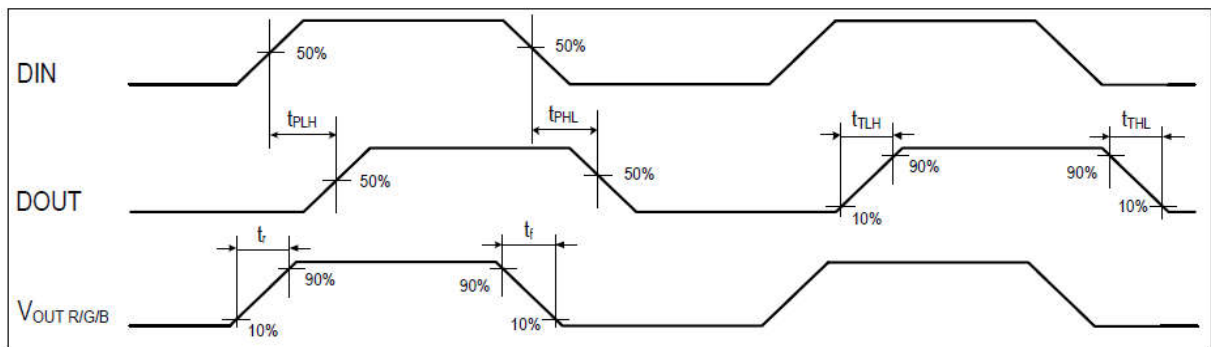 DIN
50%
50%
tPLH
tPHL
tTLH
tTHL
DOUT
50%
50%
90%
10%
90%
10%
tr
tf
VOUT R/G/B
90%
10%
90%
10%